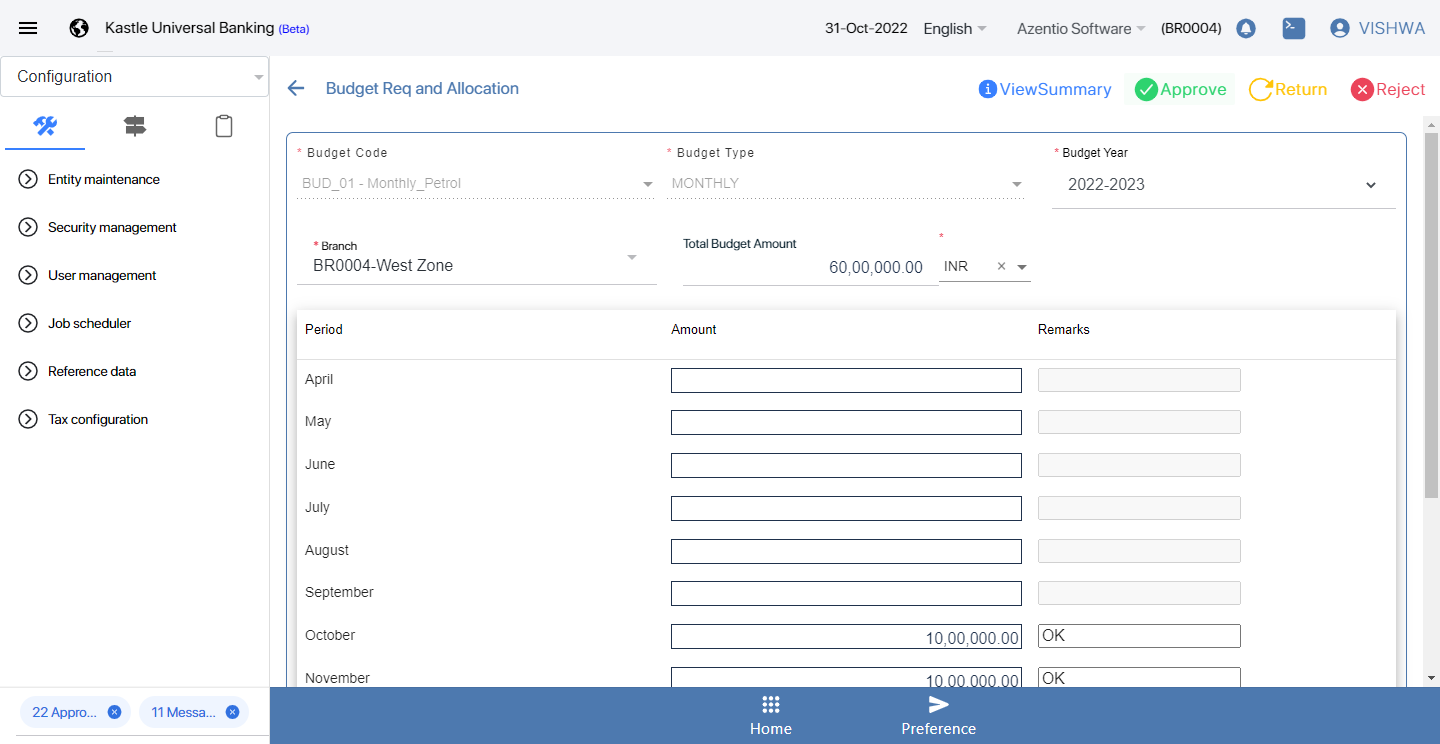 Kastle Universal Banking (Beta)
31-Oct-2022 English Azentio Software (BR0004) VISHWA
Configuration
Budget Req and Allocation
ViewSummary Approve Return Reject
Entity maintenance
Security management
User management
Job scheduler
Reference data
Tax configuration
* Budget Code * Budget Type * Budget Year
BUD_01 - Monthly_Petrol MONTHLY 2022-2023
* Branch Total Budget Amount *
BR0004-West Zone 60,00,000.00 INR ×
Period Amount Remarks
April
May
June
July
August
September
October 10,00,000.00 OK
November 10,00,000.00 OK
22 Appro... 11 Messa...
Home Preference